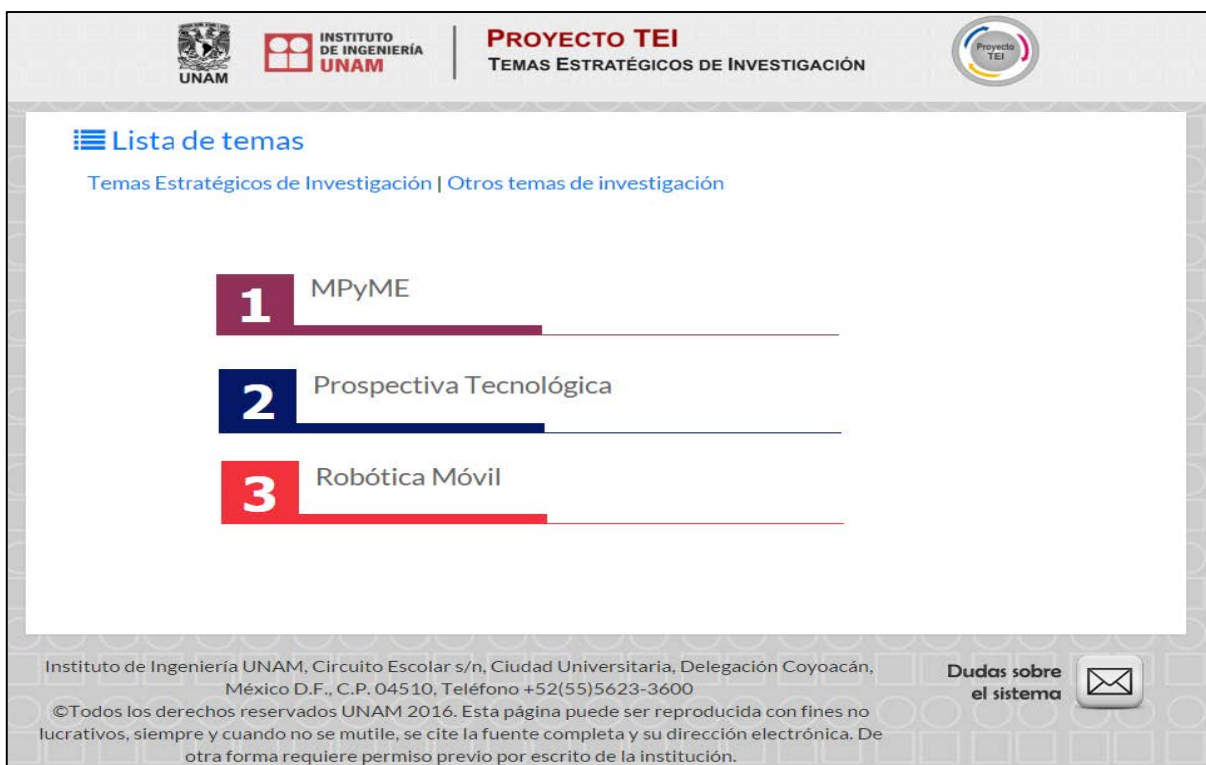 UNAM
INSTITUTO
DE INGENIERÍA
UNAM
PROYECTO TEI
TEMAS ESTRATÉGICOS DE INVESTIGACIÓN
Proyecto
TEI
Lista de temas
Temas Estratégicos de Investigación | Otros temas de investigación
1
MPyME
2
Prospectiva Tecnológica
3
Robótica Móvil
Instituto de Ingeniería UNAM, Circuito Escolar s/n, Ciudad Universitaria, Delegación Coyoacán,
México D.F., C.P. 04510, Teléfono +52(55)5623-3600
©Todos los derechos reservados UNAM 2016. Esta página puede ser reproducida con fines no
lucrativos, siempre y cuando no se mutile, se cite la fuente completa y su dirección electrónica. De
otra forma requiere permiso previo por escrito de la institución.
Dudas sobre
el sistema